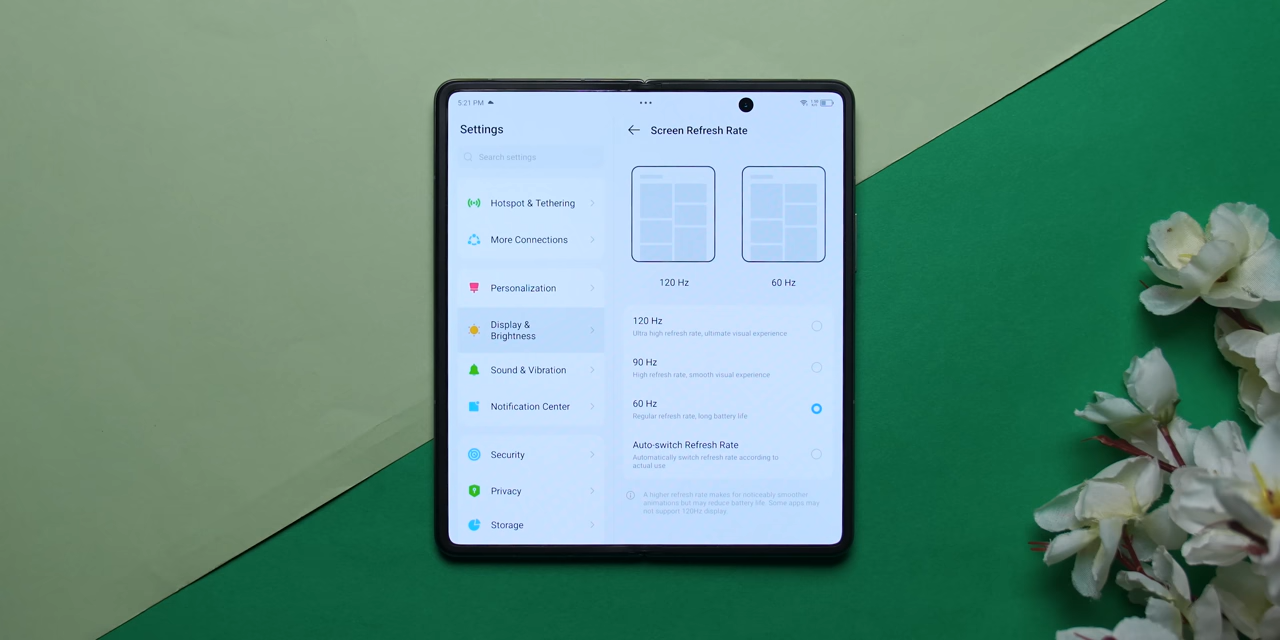 5:21 PM
Settings
Search settings
Hotspot & Tethering
More Connections
Personalization
Display &
Brightness
Sound & Vibration
Notification Center
Security
Privacy
Storage
Screen Refresh Rate
120 Hz
60 Hz
120 Hz
Ultra high refresh rate, ultimate visual experience
90 Hz
High refresh rate, smooth visual experience
60 Hz
Regular refresh rate, long battery life
Auto-switch Refresh Rate
Automatically switch refresh rate according to
actual use
A higher refresh rate makes for noticeably smoother
animations but may reduce battery life. Some apps may
not support 120Hz display.